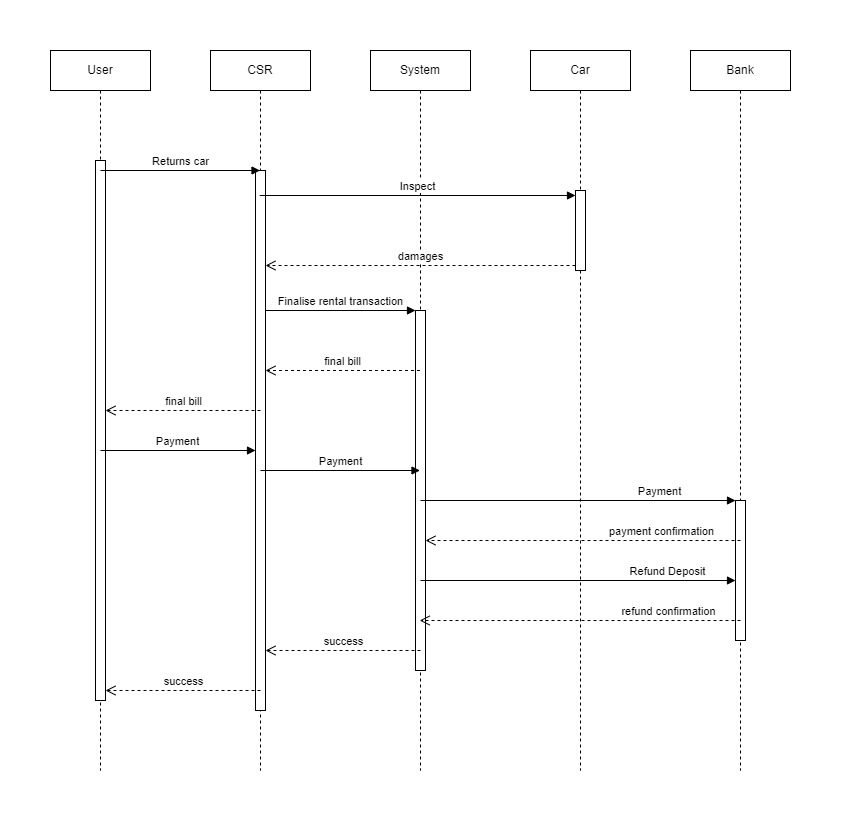 User
CSR
System
Car
Bank
Returns car
Inspect
damages
Finalise rental transaction
final bill
final bill
Payment
Payment
Payment
payment confirmation
Refund Deposit
refund confirmation
success
success